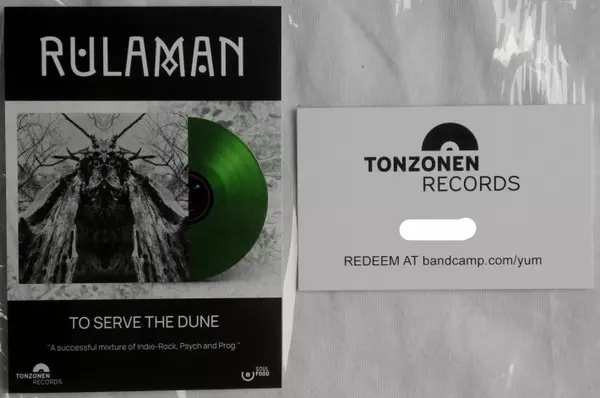 RULAMAN
TO SERVE THE DUNE
"A successful mixture of Indie-Rock, Psych and Prog."
TONZONEN
RECORDS
SOUL
FOOD
TONZONEN
RECORDS
REDEEM AT bandcamp.com/yum